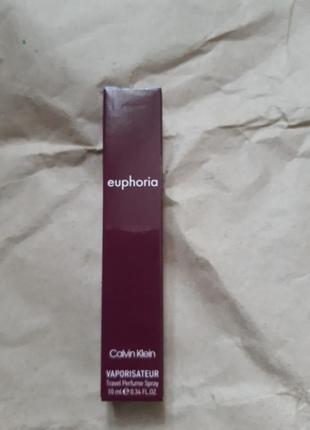 euphoria
Calvin Klein
VAPORISATEUR
Travel Perfume Spray
10 ml ℮ 0.34 FL.OZ